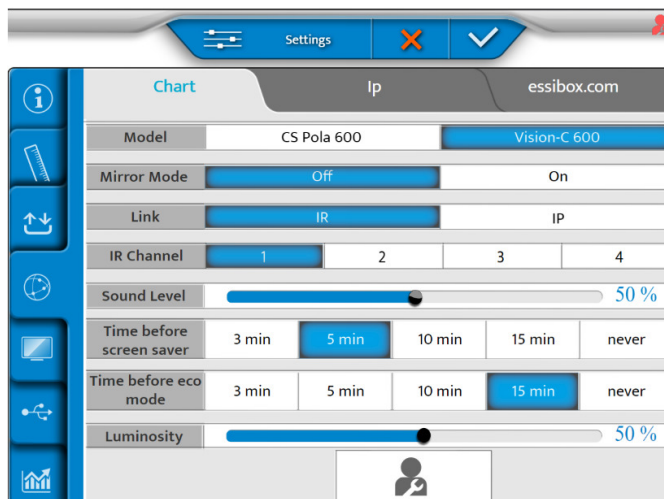 Settings
Chart Ip essibox.com
Model CS Pola 600 Vision-C 600
Mirror Mode Off On
Link IR IP
IR Channel 1 2 3 4
Sound Level 50 %
Time before
screen saver 3 min 5 min 10 min 15 min never
Time before eco
mode 3 min 5 min 10 min 15 min never
Luminosity 50 %